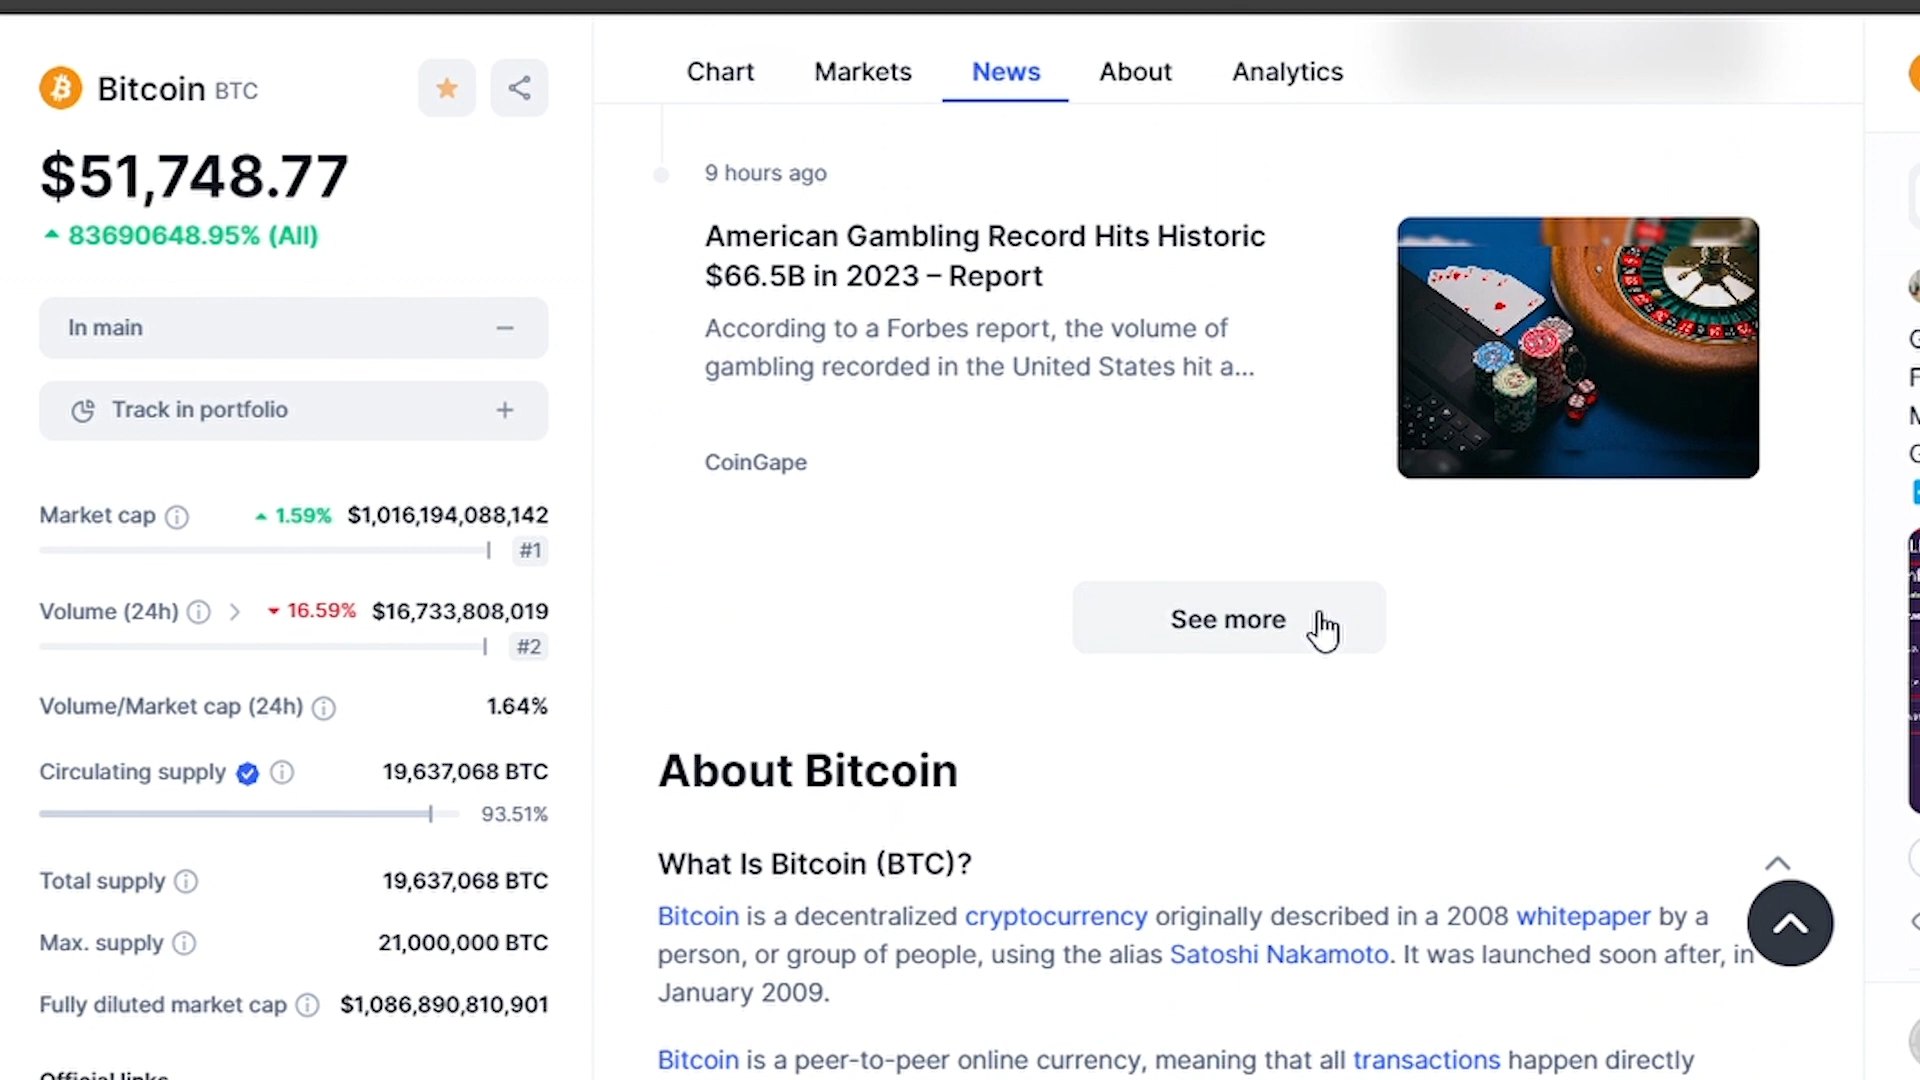 Bitcoin BTC
$51,748.77
83690648.95% (All)
In main
Track in portfolio
Market cap 1.59% $1,016,194,088,142
#1
Volume (24h) 16.59% $16,733,808,019
#2
Volume/Market cap (24h) 1.64%
Circulating supply 19,637,068 BTC
93.51%
Total supply 19,637,068 BTC
Max. supply 21,000,000 BTC
Fully diluted market cap $1,086,890,810,901
Official links
Chart Markets News About Analytics
9 hours ago
American Gambling Record Hits Historic
$66.5B in 2023 – Report
According to a Forbes report, the volume of
gambling recorded in the United States hit a...
CoinGape
See more
About Bitcoin
What Is Bitcoin (BTC)?
Bitcoin is a decentralized cryptocurrency originally described in a 2008 whitepaper by a
person, or group of people, using the alias Satoshi Nakamoto. It was launched soon after, in
January 2009.
Bitcoin is a peer-to-peer online currency, meaning that all transactions happen directly